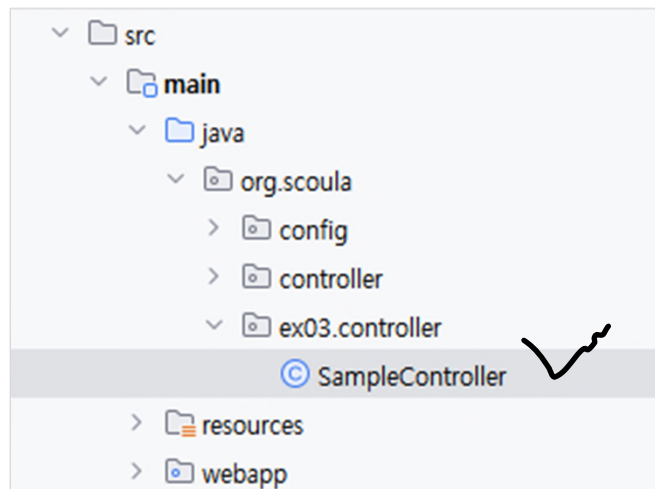 src
main
java
org.scoula
config
controller
ex03.controller
SampleController
resources
webapp